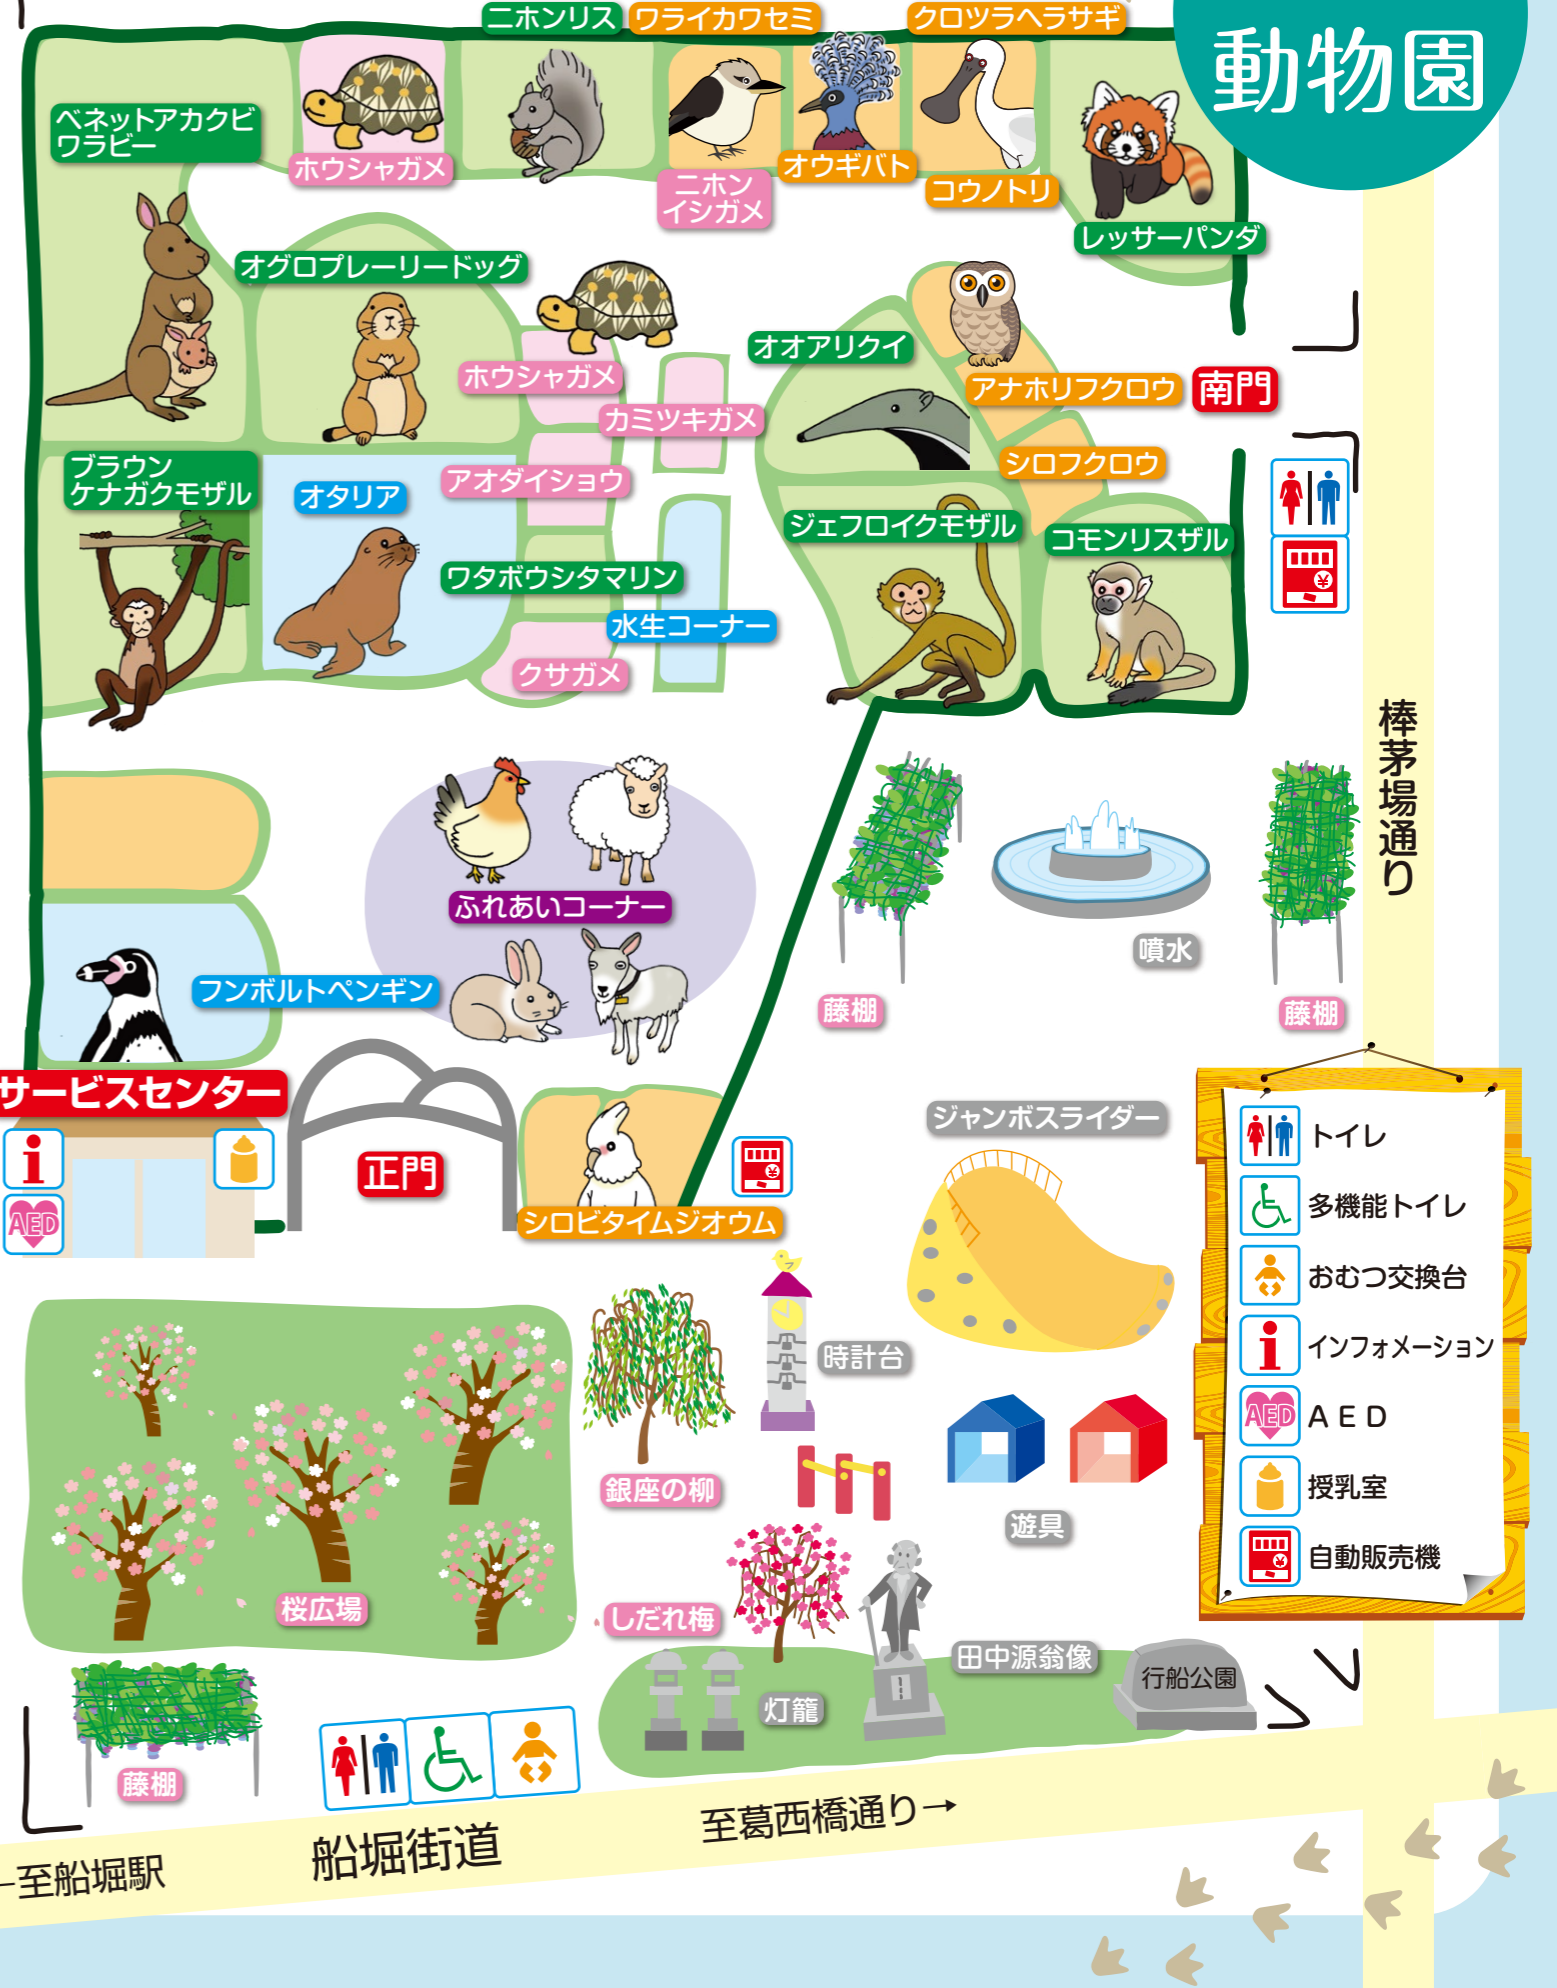 動物園
ニホンリス
ワライカワセミ
クロツラヘラサギ
ベネットアカクビ
ワラビー
ホウシャガメ
ニホン
イシガメ
オウギバト
コウノトリ
レッサーパンダ
オグロプレーリードッグ
ホウシャガメ
カミツキガメ
オオアリクイ
アナホリフクロウ
南門
シロフクロウ
ブラウン
ケナガクモザル
オタリア
アオダイショウ
ジェフロイクモザル
コモンリスザル
ワタボウシタマリン
水生コーナー
クサガメ
棒茅場通り
ふれあいコーナー
フンボルトペンギン
噴水
藤棚
藤棚
サービスセンター
i
AED
正門
¥
¥
シロビタイムジオウム
ジャンボスライダー
時計台
銀座の柳
遊具
桜広場
しだれ梅
灯籠
田中源翁像
行船公園
藤棚
トイレ
多機能トイレ
おむつ交換台
i
インフォメーション
AED
AED
授乳室
¥
自動販売機
←至船堀駅
船堀街道
至葛西橋通り→